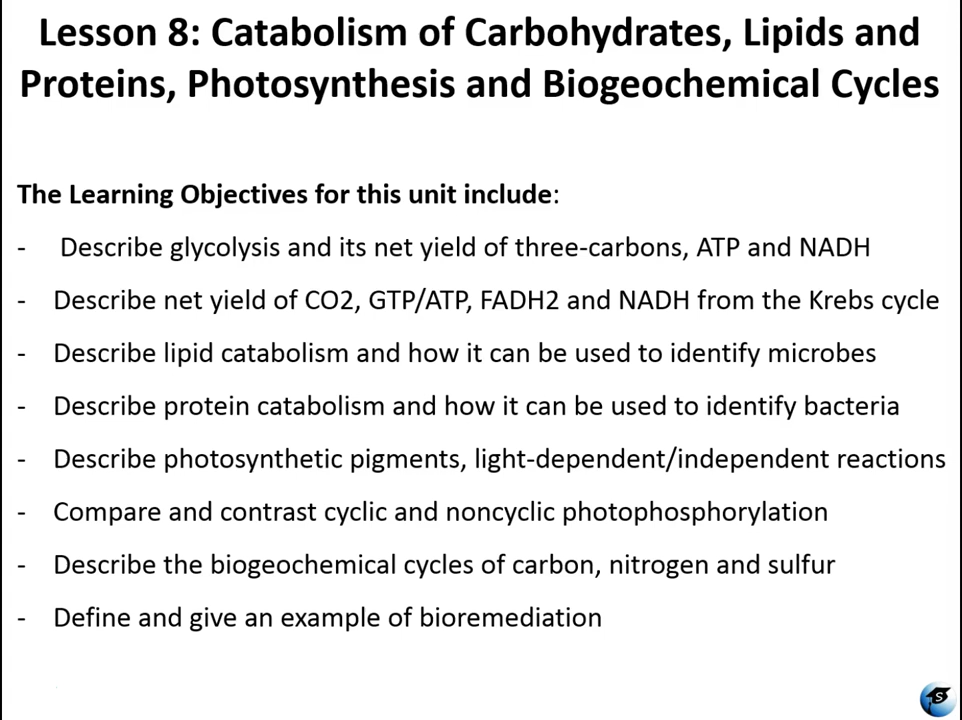 Lesson 8: Catabolism of Carbohydrates, Lipids and
Proteins, Photosynthesis and Biogeochemical Cycles
The Learning Objectives for this unit include:
- Describe glycolysis and its net yield of three-carbons, ATP and NADH
- Describe net yield of CO2, GTP/ATP, FADH2 and NADH from the Krebs cycle
- Describe lipid catabolism and how it can be used to identify microbes
- Describe protein catabolism and how it can be used to identify bacteria
- Describe photosynthetic pigments, light-dependent/independent reactions
- Compare and contrast cyclic and noncyclic photophosphorylation
- Describe the biogeochemical cycles of carbon, nitrogen and sulfur
- Define and give an example of bioremediation
S